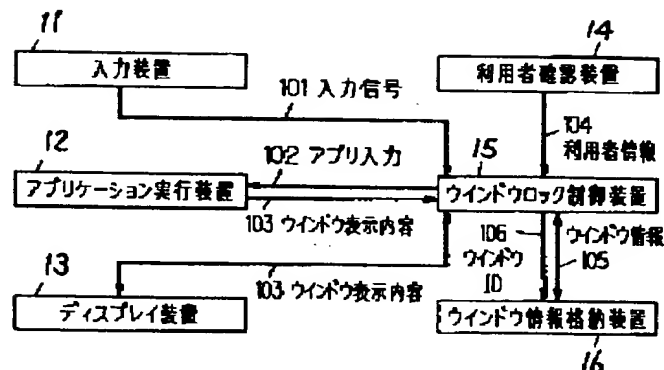 11
入力装置
14
利用者確認装置
101 入力信号
104
利用者情報
12
アプリケーション実行装置
102 アプリ入力
103 ウインドウ表示内容
15
ウインドウロック制御装置
106
ウインドウ
ID
ウインドウ情報
105
13
ディスプレイ装置
103 ウインドウ表示内容
ウインドウ情報格納装置
16